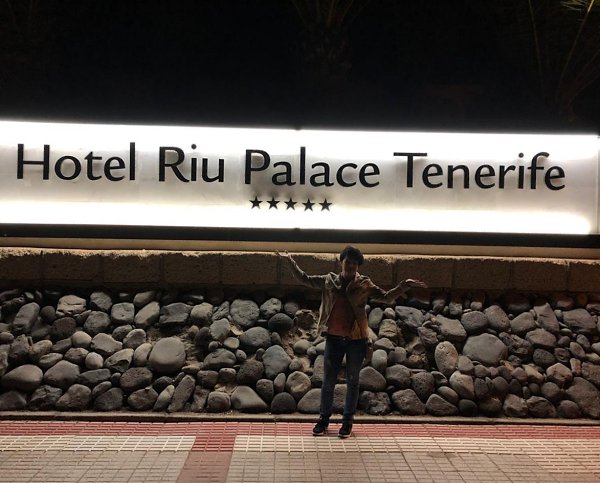 Hotel Riu Palace Tenerife
★★★★★